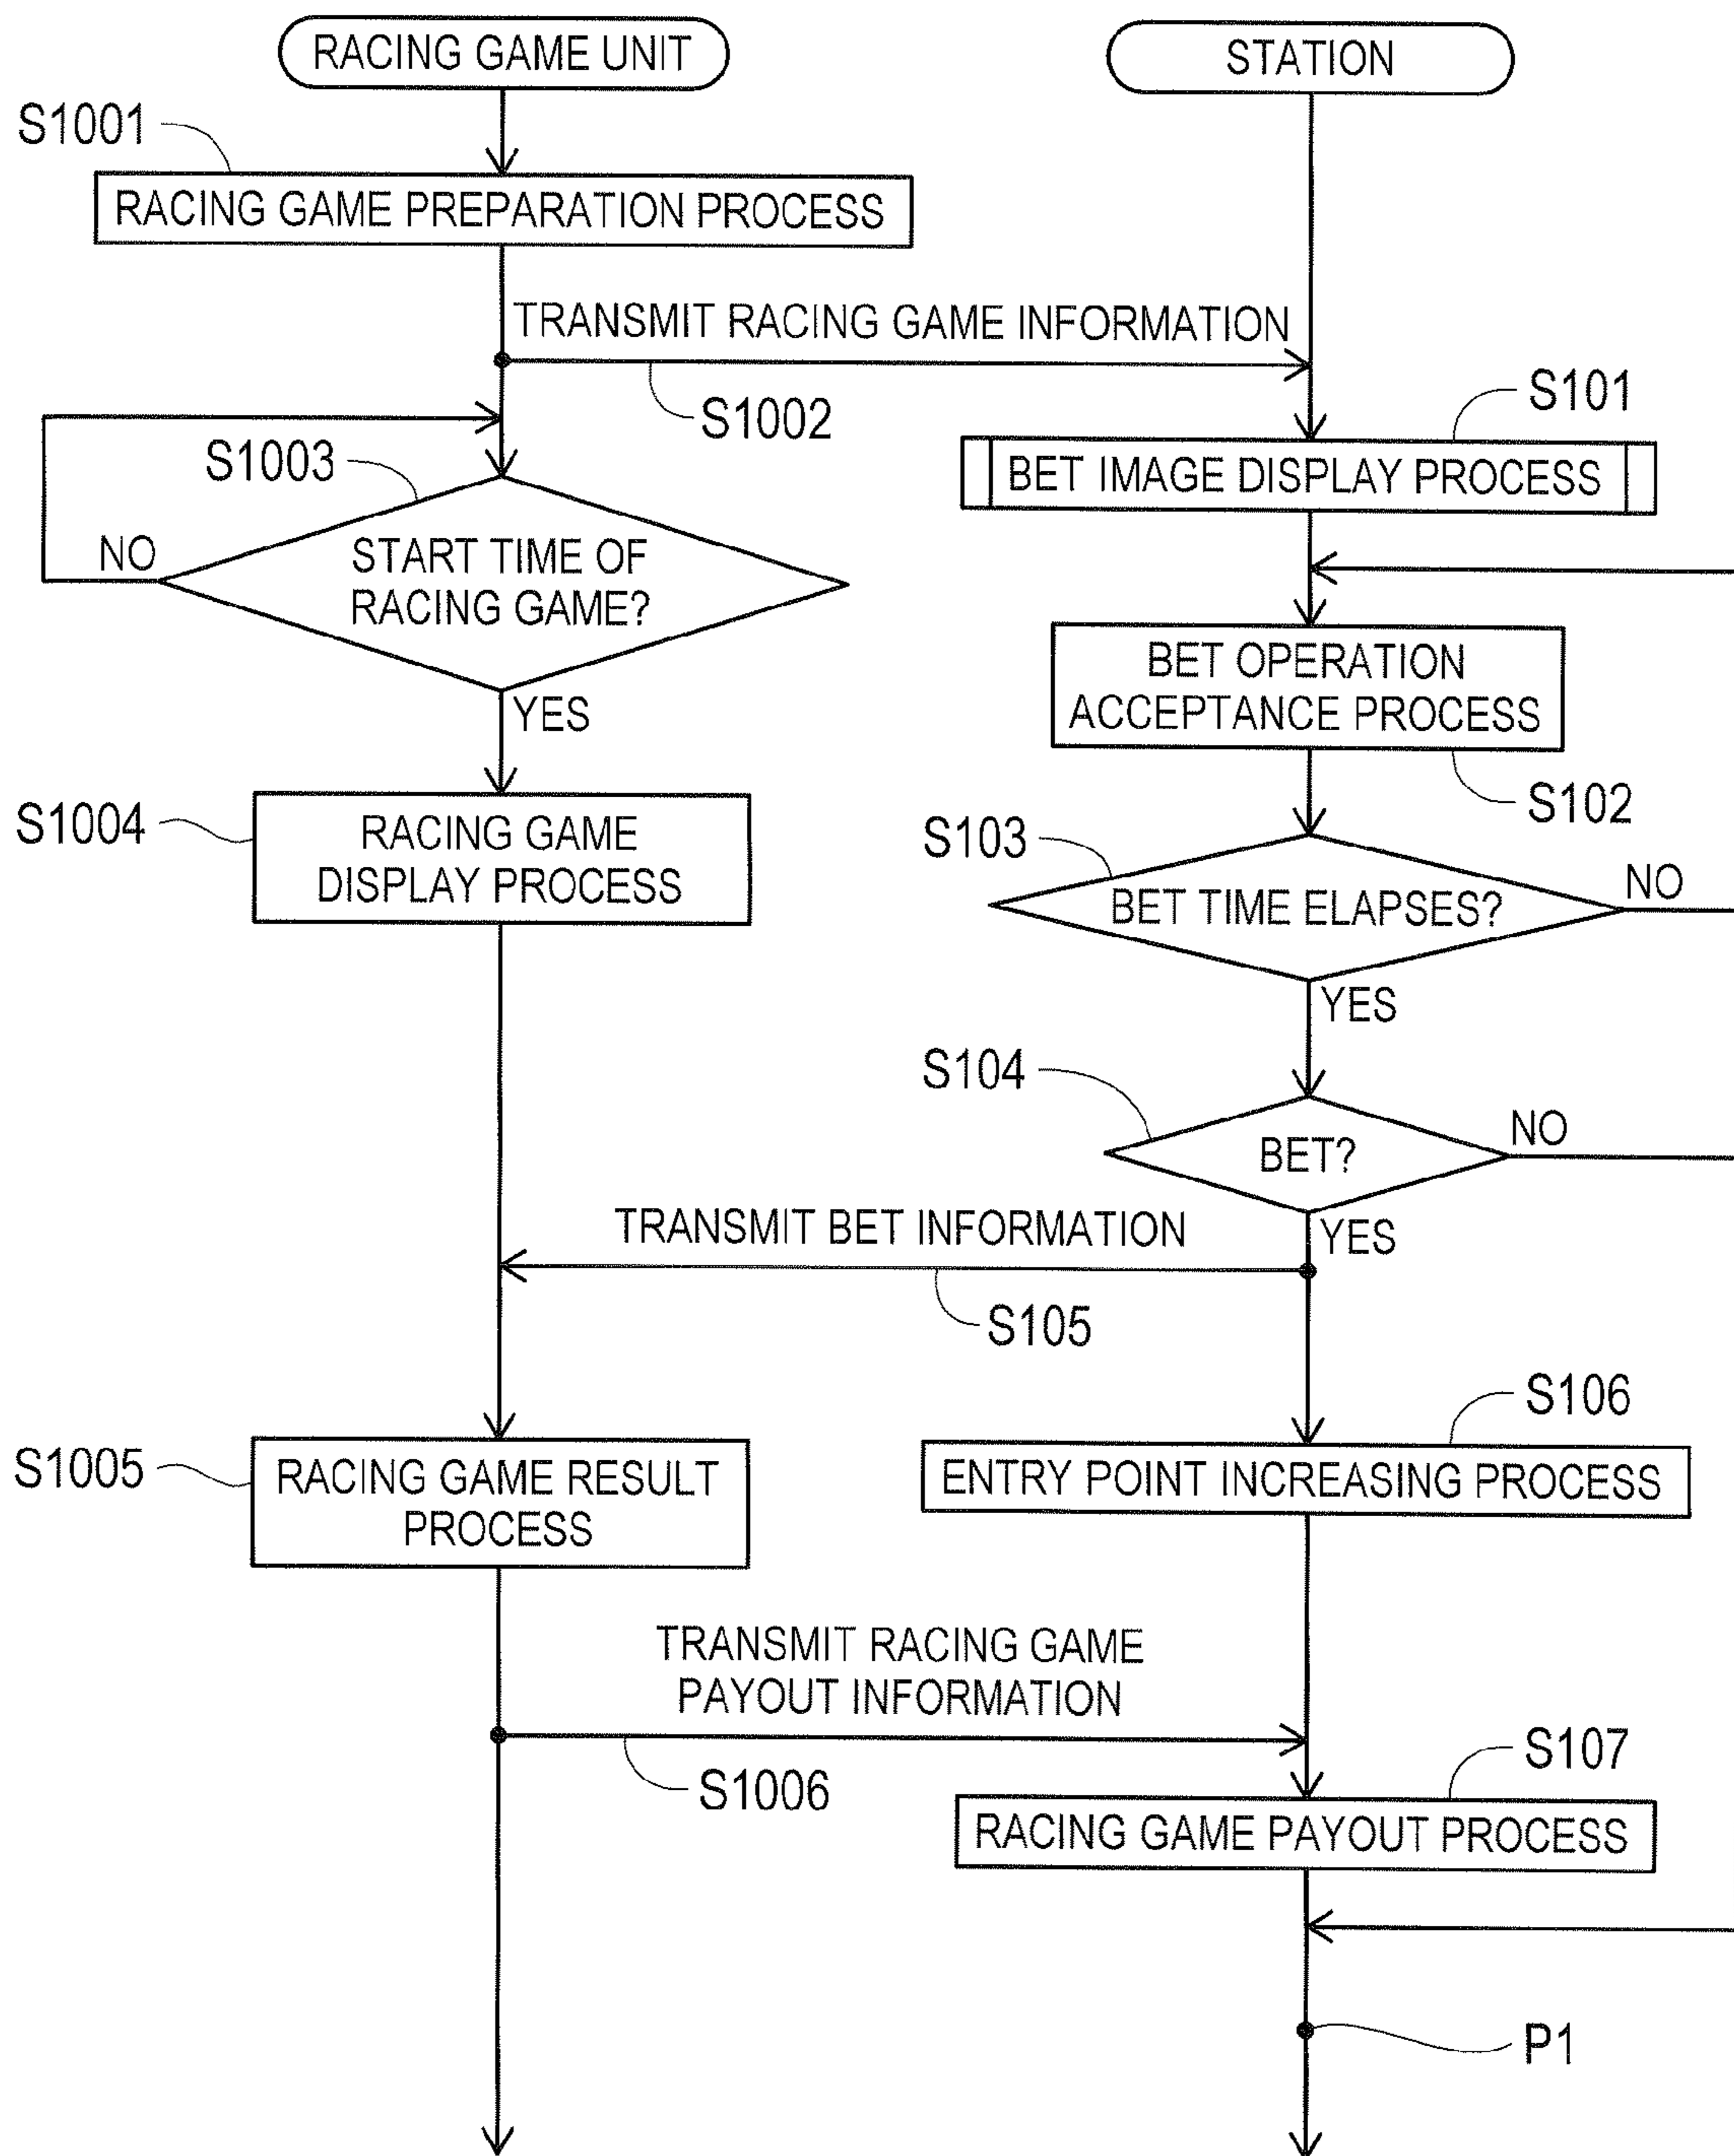 RACING GAME UNIT
STATION
S1001
RACING GAME PREPARATION PROCESS
TRANSMIT RACING GAME INFORMATION
S1002
S101
S1003
BET IMAGE DISPLAY PROCESS
NO
START TIME OF
RACING GAME?
YES
BET OPERATION
ACCEPTANCE PROCESS
S102
S1004
RACING GAME
DISPLAY PROCESS
S103
BET TIME ELAPSES?
NO
YES
S104
BET?
NO
YES
TRANSMIT BET INFORMATION
S105
S106
S1005
RACING GAME RESULT
PROCESS
ENTRY POINT INCREASING PROCESS
TRANSMIT RACING GAME
PAYOUT INFORMATION
S1006
S107
RACING GAME PAYOUT PROCESS
P1